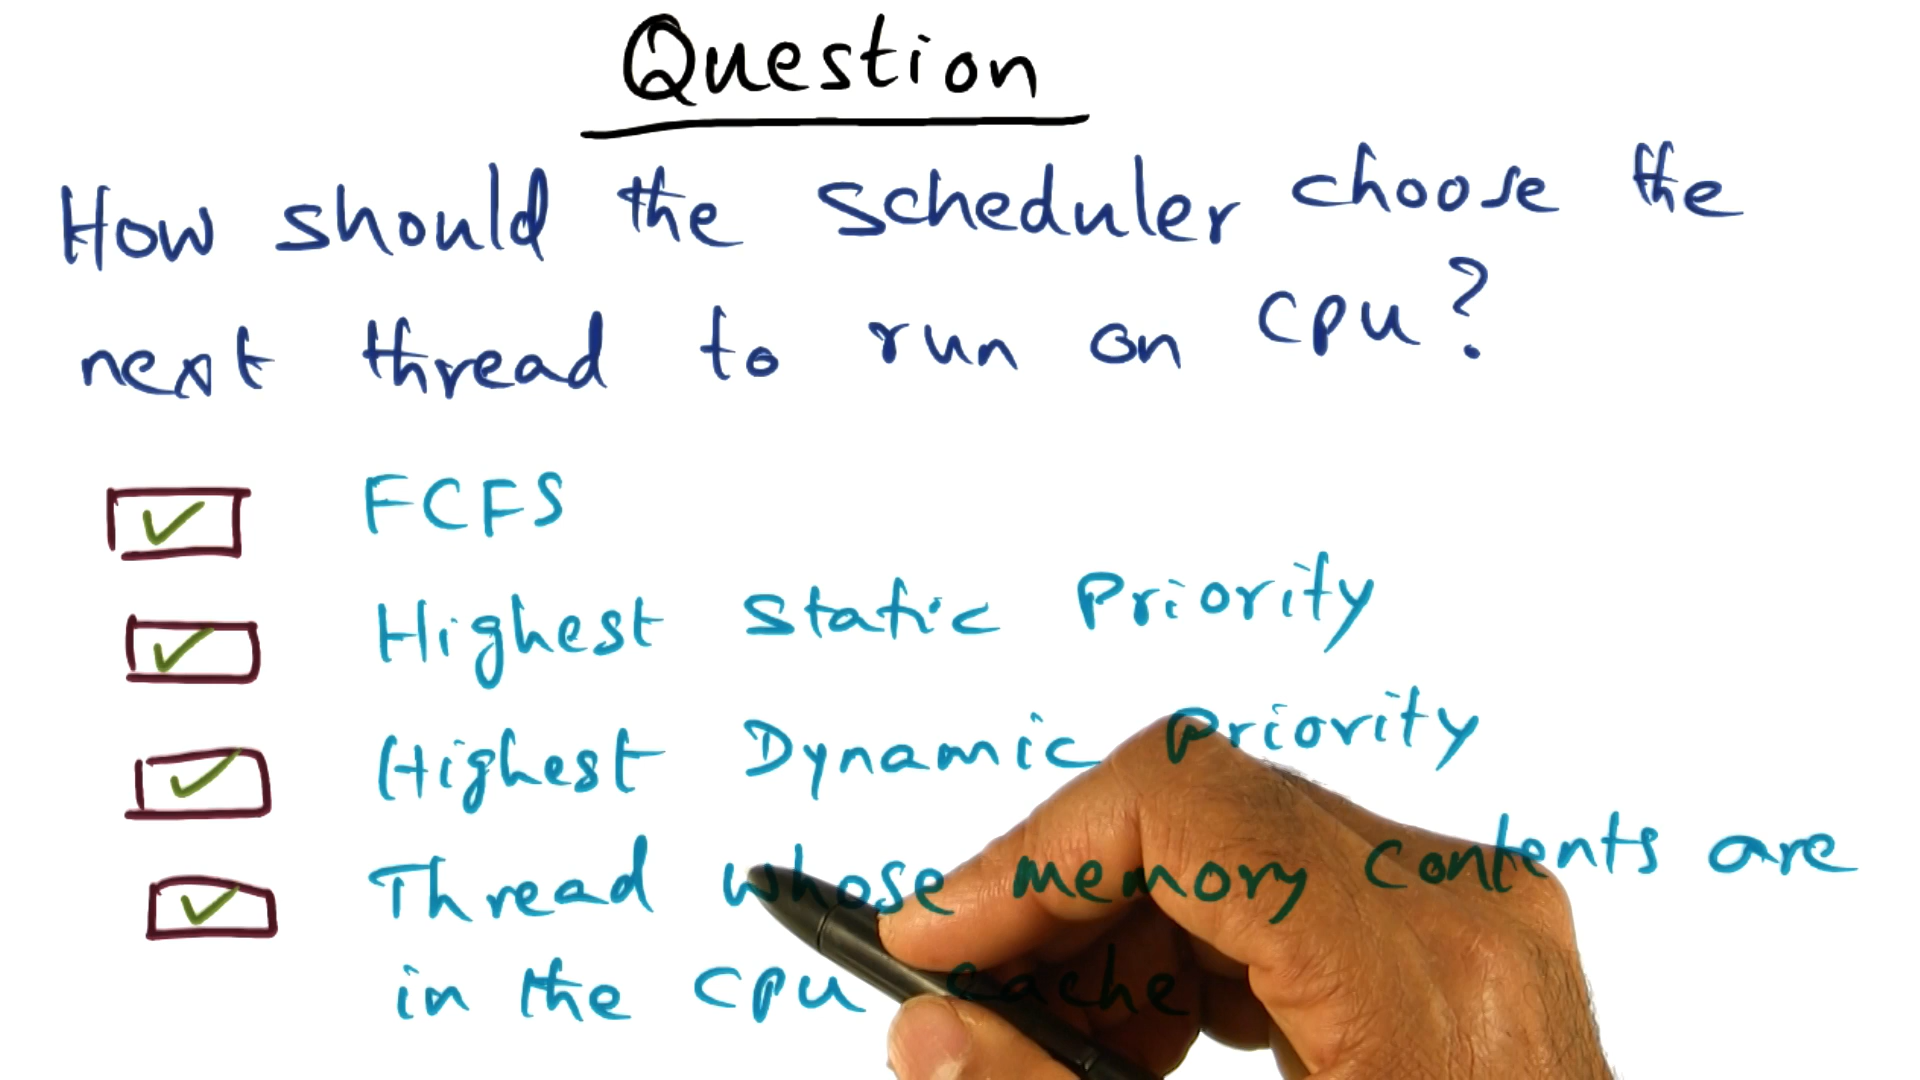 Question
How should the scheduler choose the
next thread to run on cpu?
FCFS
Highest static Priority
Highest Dynamic Priority
Thread whose memory contents are
in the cpu cache